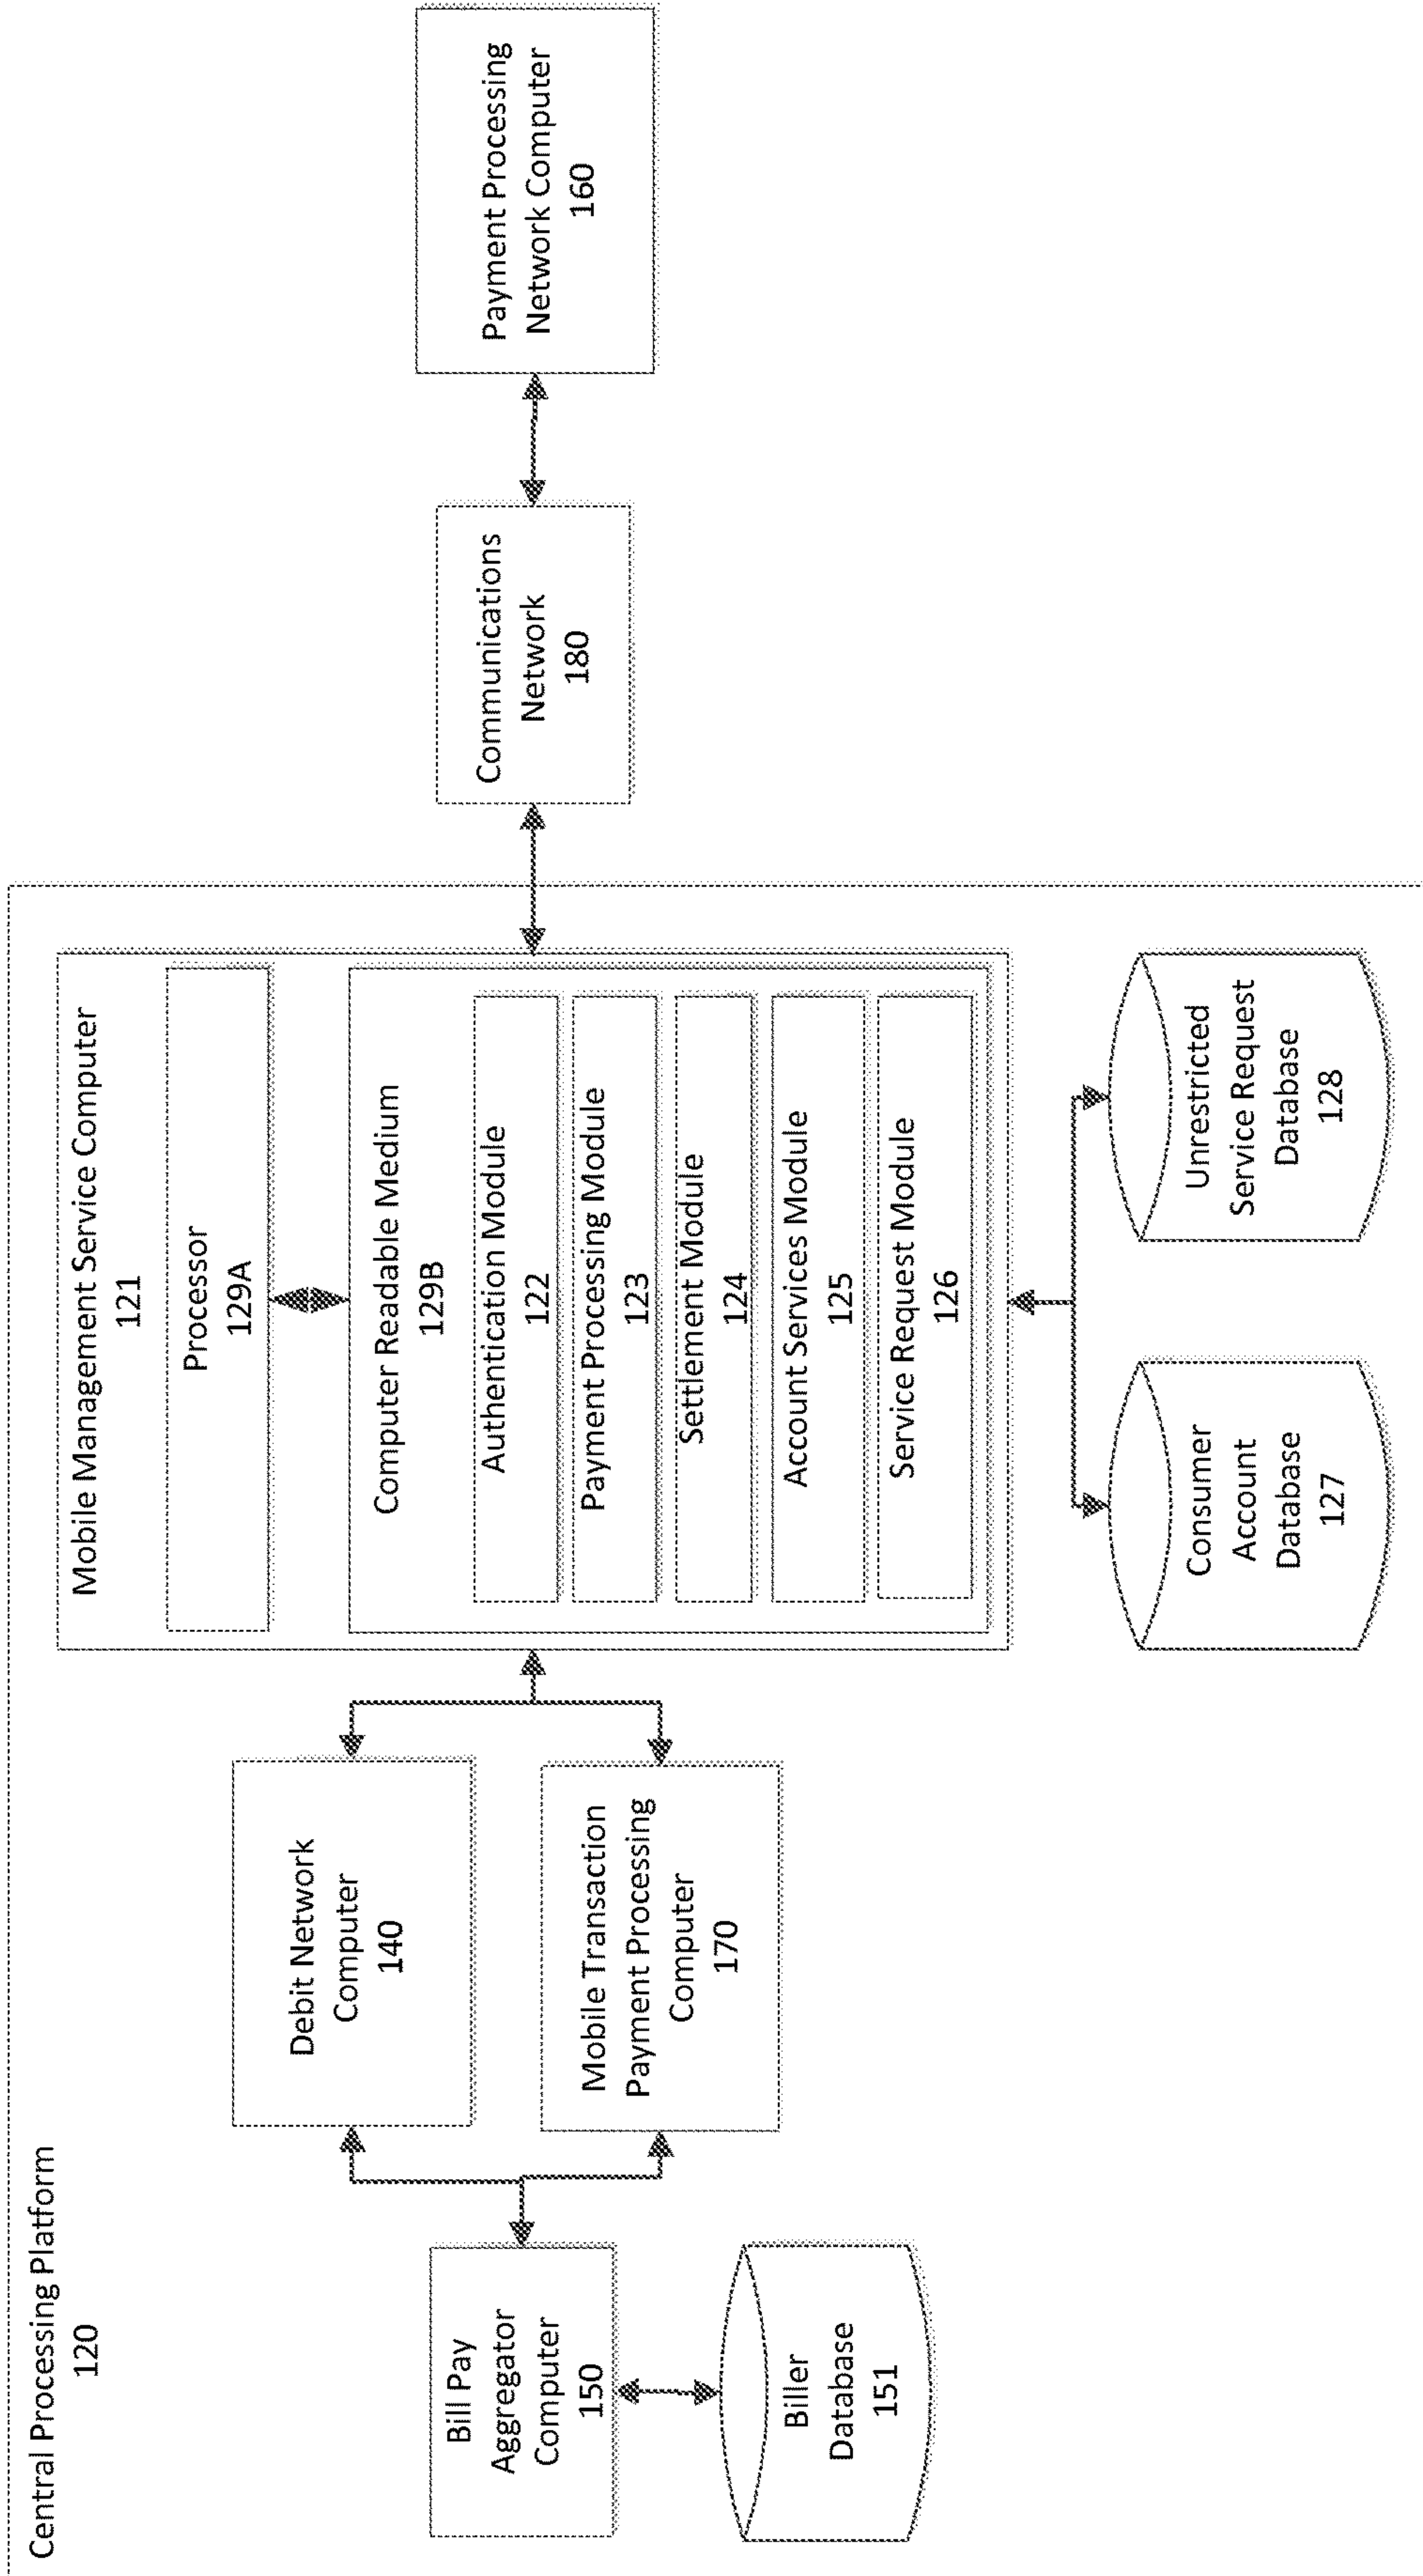 Central Processing Platform
120
Bill Pay
Aggregator
Computer
150
Biller
Database
151
Debit Network
Computer
140
Mobile Transaction
Payment Processing
Computer
170
Mobile Management Service Computer
121
Processor
129A
Computer Readable Medium
129B
Authentication Module
122
Payment Processing Module
123
Settlement Module
124
Account Services Module
125
Service Request Module
126
Consumer
Account
Database
127
Unrestricted
Service Request
Database
128
Communications
Network
180
Payment Processing
Network Computer
160